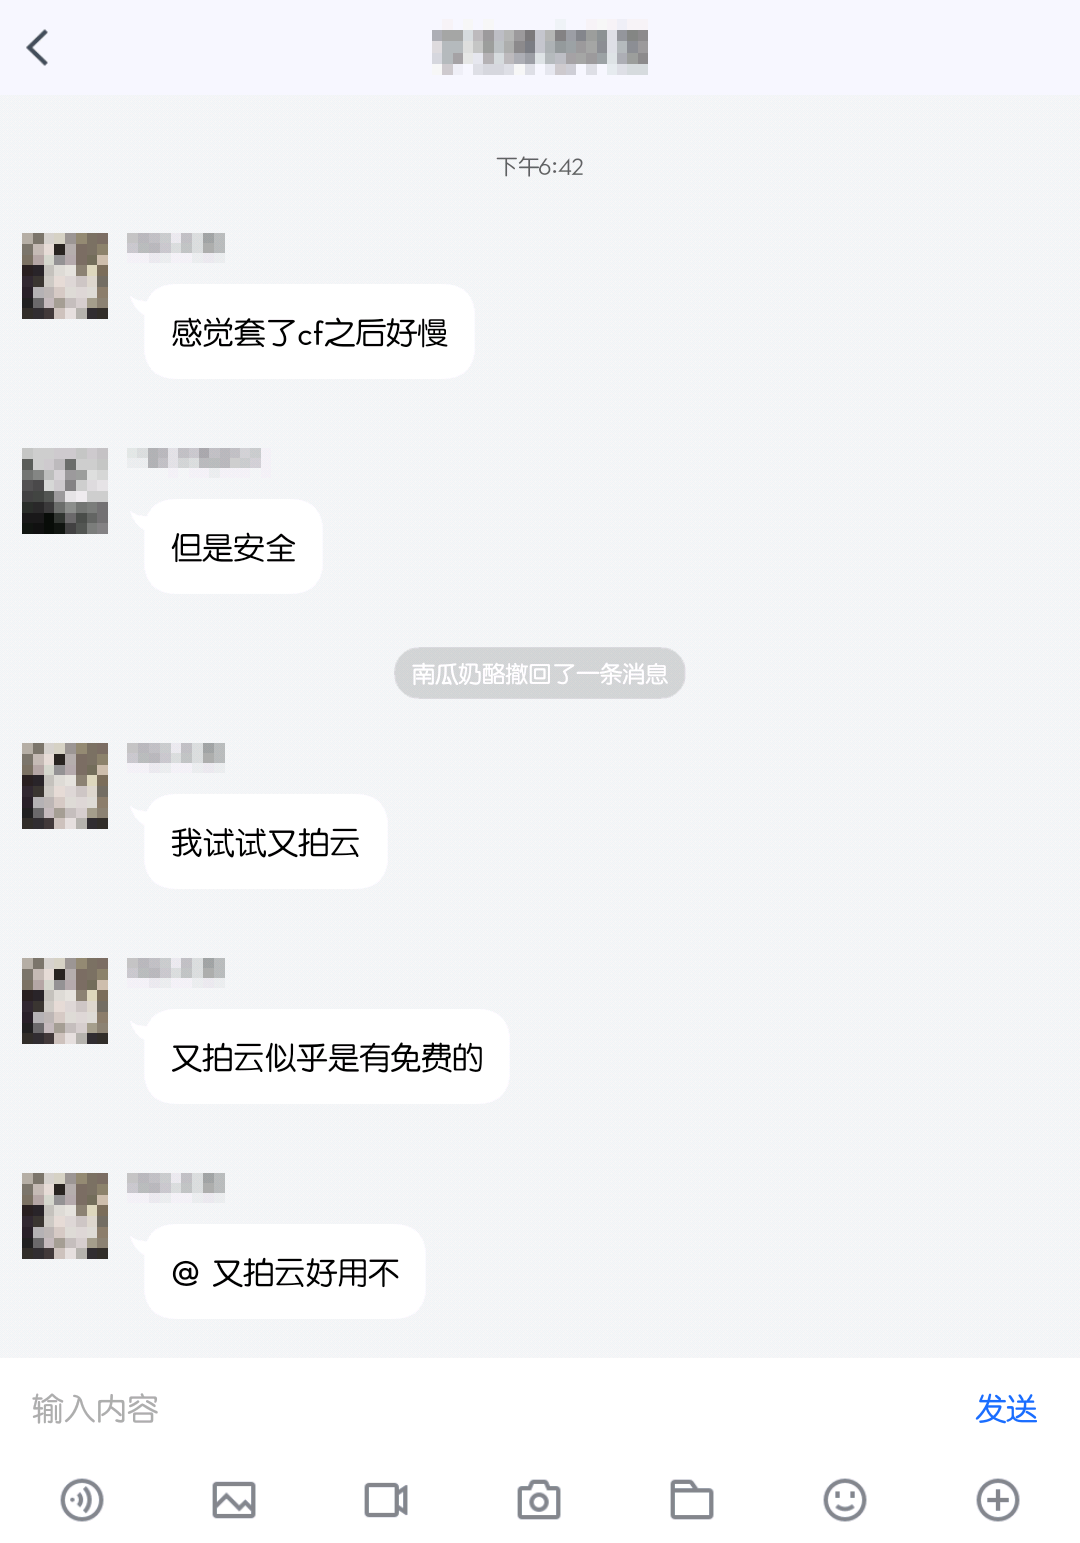 下午6:42
感觉套了cf之后好慢
但是安全
南瓜奶酪撤回了一条消息
我试试又拍云
又拍云似乎是有免费的
@ 又拍云好用不
输入内容
发送